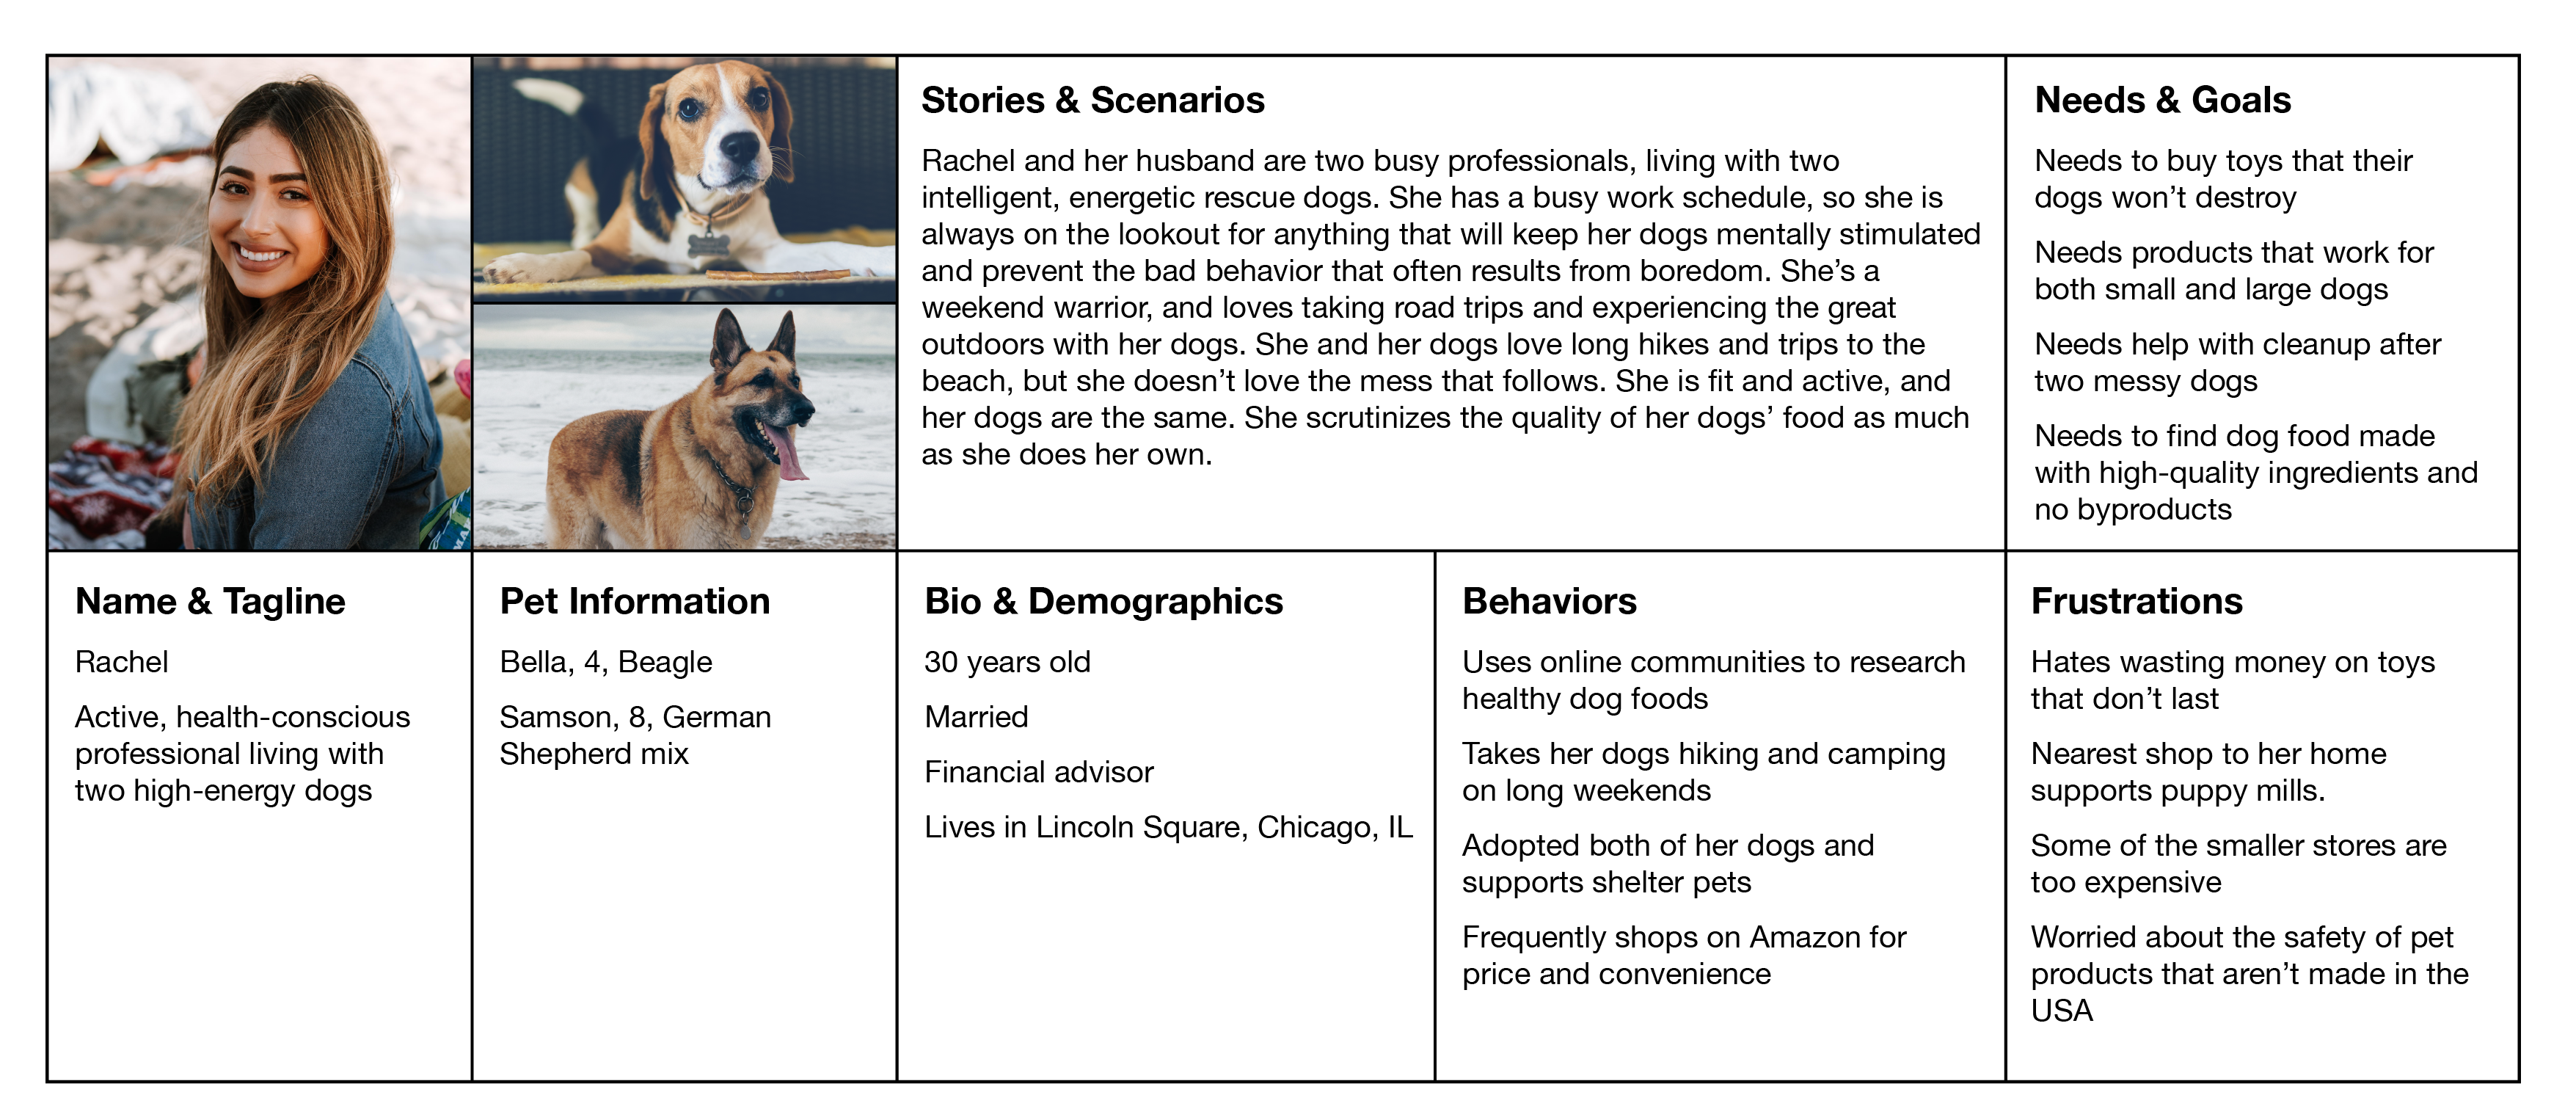 Stories & Scenarios
Rachel and her husband are two busy professionals, living with two
intelligent, energetic rescue dogs. She has a busy work schedule, so she is
always on the lookout for anything that will keep her dogs mentally stimulated
and prevent the bad behavior that often results from boredom. She’s a
weekend warrior, and loves taking road trips and experiencing the great
outdoors with her dogs. She and her dogs love long hikes and trips to the
beach, but she doesn’t love the mess that follows. She is fit and active, and
her dogs are the same. She scrutinizes the quality of her dogs’ food as much
as she does her own.
Needs & Goals
Needs to buy toys that their
dogs won’t destroy
Needs products that work for
both small and large dogs
Needs help with cleanup after
two messy dogs
Needs to find dog food made
with high-quality ingredients and
no byproducts
Name & Tagline
Rachel
Active, health-conscious
professional living with
two high-energy dogs
Pet Information
Bella, 4, Beagle
Samson, 8, German
Shepherd mix
Bio & Demographics
30 years old
Married
Financial advisor
Lives in Lincoln Square, Chicago, IL
Behaviors
Uses online communities to research
healthy dog foods
Takes her dogs hiking and camping
on long weekends
Adopted both of her dogs and
supports shelter pets
Frequently shops on Amazon for
price and convenience
Frustrations
Hates wasting money on toys
that don’t last
Nearest shop to her home
supports puppy mills.
Some of the smaller stores are
too expensive
Worried about the safety of pet
products that aren’t made in the
USA